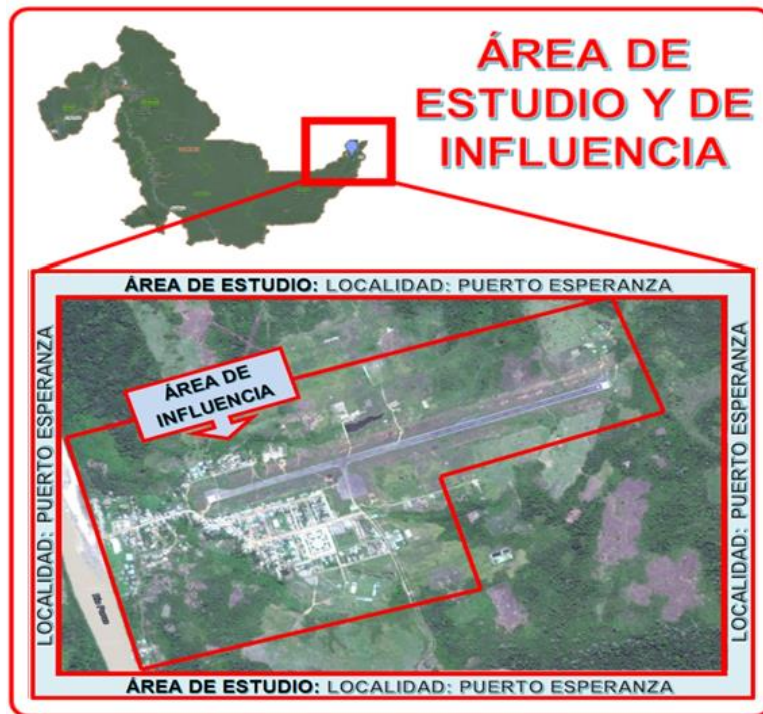 ÁREA DE
ESTUDIO Y DE
INFLUENCIA
ÁREA DE ESTUDIO: LOCALIDAD: PUERTO ESPERANZA
LOCALIDAD: PUERTO ESPERANZA
ÁREA DE
INFLUENCIA
LOCALIDAD: PUERTO ESPERANZA
ÁREA DE ESTUDIO: LOCALIDAD: PUERTO ESPERANZA